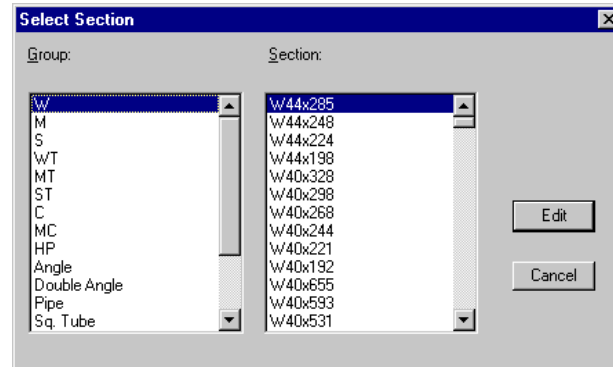 Select Section
Group:
Section:
W
M
S
WT
MT
ST
C
MC
HP
Angle
Double Angle
Pipe
Sq. Tube
W44x285
W44x248
W44x224
W44x198
W40x328
W40x298
W40x268
W40x244
W40x221
W40x192
W40x655
W40x593
W40x531
Edit
Cancel